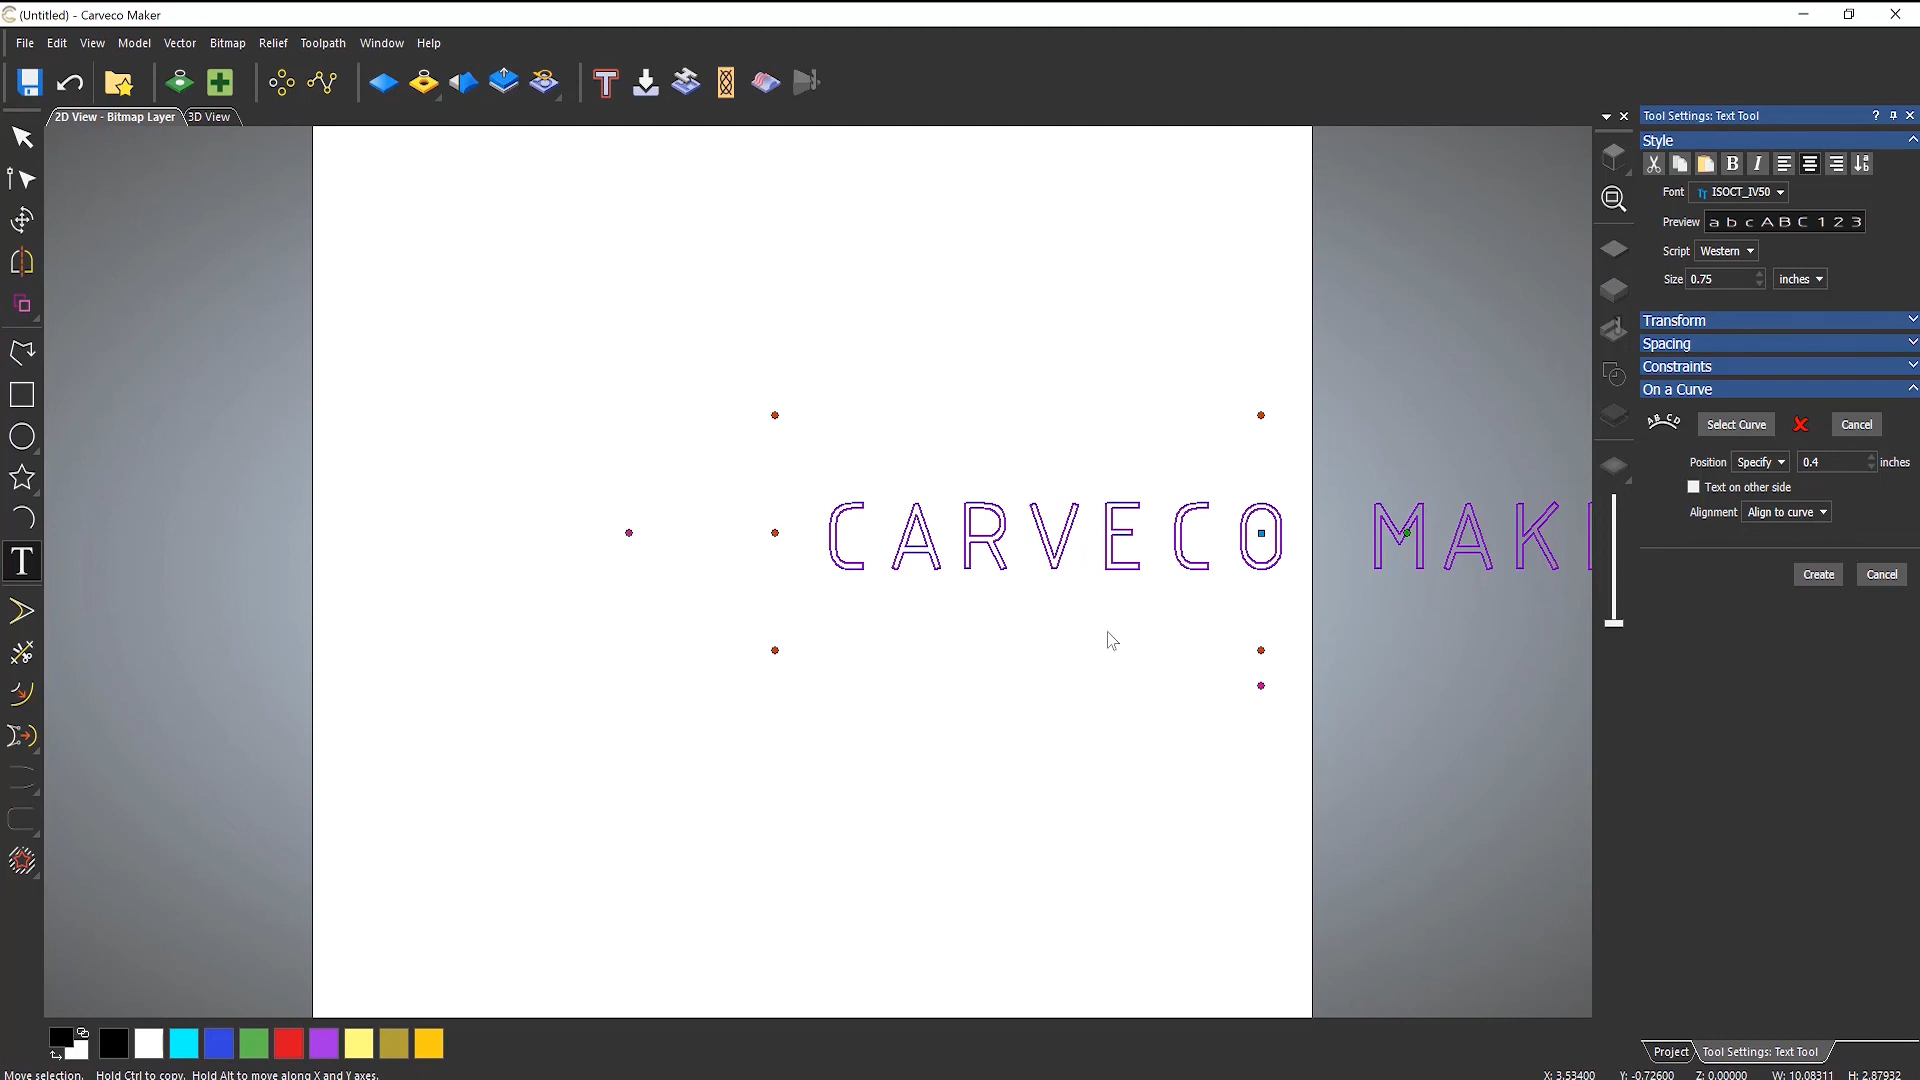 (Untitled) - Carveco Maker
File Edit View Model Vector Bitmap Relief Toolpath Window Help
2D View - Bitmap Layer 3D View
Tool Settings: Text Tool
Style
B I
Font ISOCT_IV50
Preview a b c A B C 1 2 3
Script Western
Size 0.75 inches
Transform
Spacing
Constraints
On a Curve
A B C D Select Curve Cancel
Position Specify 0.4 inches
Text on other side
Alignment Align to curve
Create Cancel
CARVECO MAK
T
Project Tool Settings: Text Tool
Move selection. Hold Ctrl to copy. Hold Alt to move along X and Y axes.
X: 3.53400 Y: -0.72600 Z: 0.00000 W: 10.08311 H: 2.87932